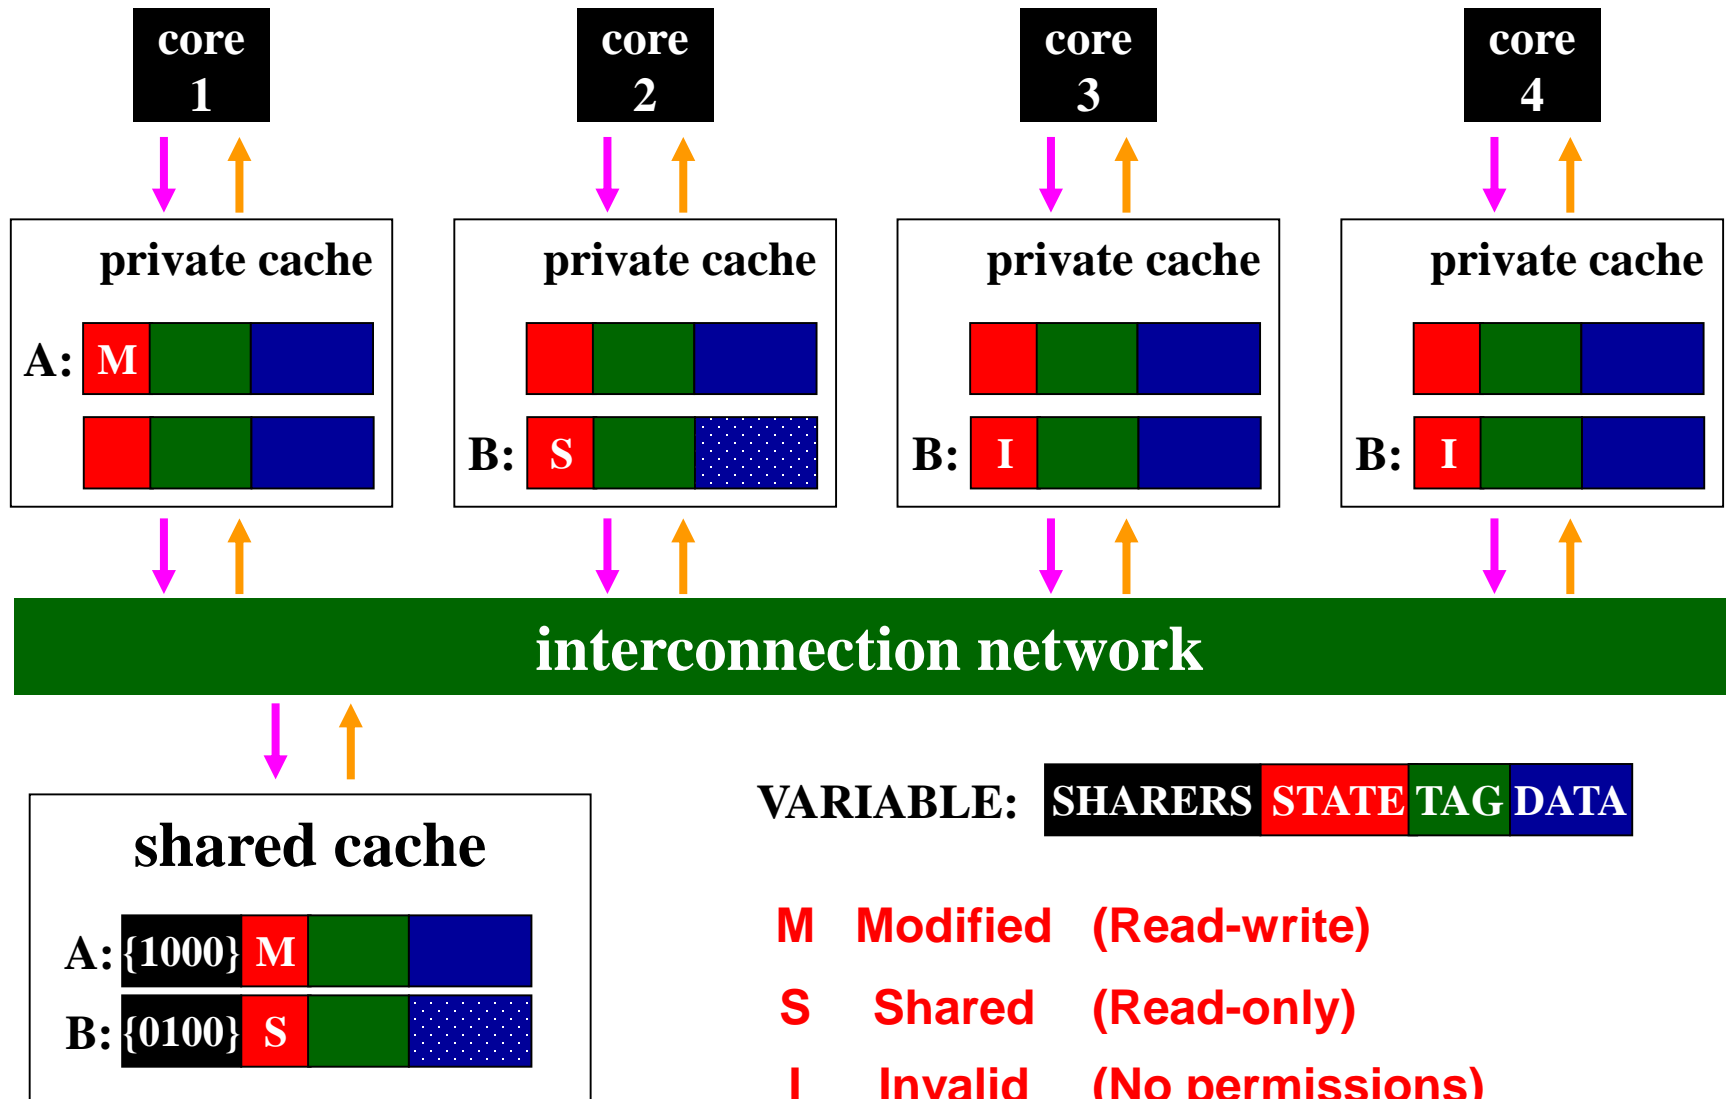 core
1
core
2
core
3
core
4
private cache
private cache
private cache
private cache
A: M
B: S
B: I
B: I
interconnection network
VARIABLE: SHARERS STATE TAG DATA
shared cache
A: {1000} M
B: {0100} S
M Modified (Read-write)
S Shared (Read-only)
I Invalid (No permissions)